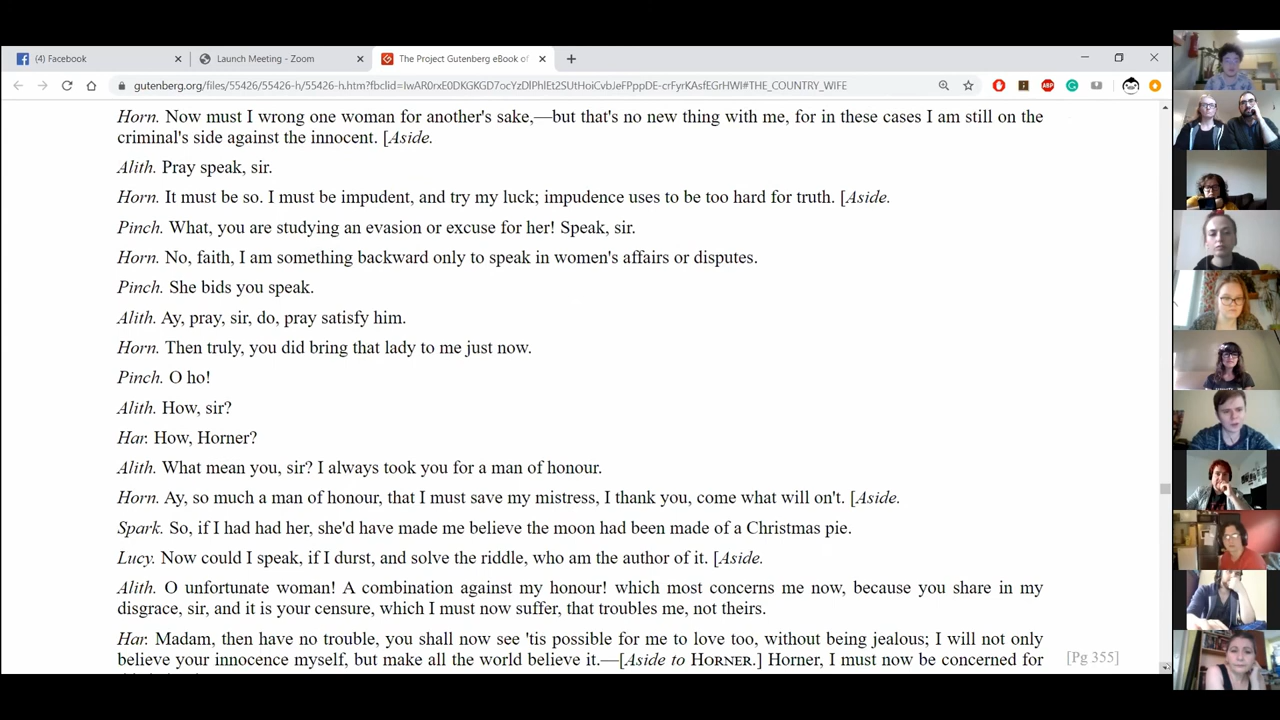 (4) Facebook
Launch Meeting - Zoom
The Project Gutenberg eBook of
gutenberg.org/files/55426/55426-h/55426-h.htm?fbclid=IwAR0rxEDKGKGD7ocYzDIPhlEt2SUtHoiCvbJeFPppDE-crFyrKAsfEGrHWI#THE_COUNTRY_WIFE
Horn. Now must I wrong one woman for another's sake,—but that's no new thing with me, for in these cases I am still on the
criminal's side against the innocent. [Aside.
Alith. Pray speak, sir.
Horn. It must be so. I must be impudent, and try my luck; impudence uses to be too hard for truth. [Aside.
Pinch. What, you are studying an evasion or excuse for her! Speak, sir.
Horn. No, faith, I am something backward only to speak in women's affairs or disputes.
Pinch. She bids you speak.
Alith. Ay, pray, sir, do, pray satisfy him.
Horn. Then truly, you did bring that lady to me just now.
Pinch. O ho!
Alith. How, sir?
Har. How, Horner?
Alith. What mean you, sir? I always took you for a man of honour.
Horn. Ay, so much a man of honour, that I must save my mistress, I thank you, come what will on't. [Aside.
Spark. So, if I had had her, she'd have made me believe the moon had been made of a Christmas pie.
Lucy. Now could I speak, if I durst, and solve the riddle, who am the author of it. [Aside.
Alith. O unfortunate woman! A combination against my honour! which most concerns me now, because you share in my
disgrace, sir, and it is your censure, which I must now suffer, that troubles me, not theirs.
Har. Madam, then have no trouble, you shall now see 'tis possible for me to love too, without being jealous; I will not only
believe your innocence myself, but make all the world believe it.—[Aside to HORNER.] Horner, I must now be concerned for
[Pg 355]